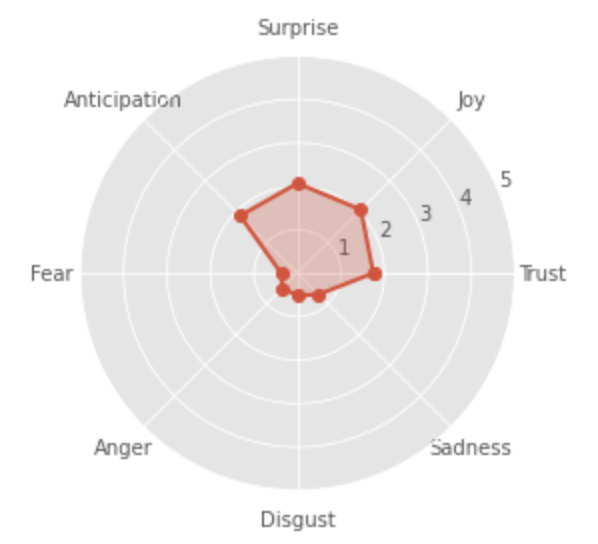 Surprise
Anticipation
Joy
5
4
3
2
1
Fear
Trust
Anger
Sadness
Disgust